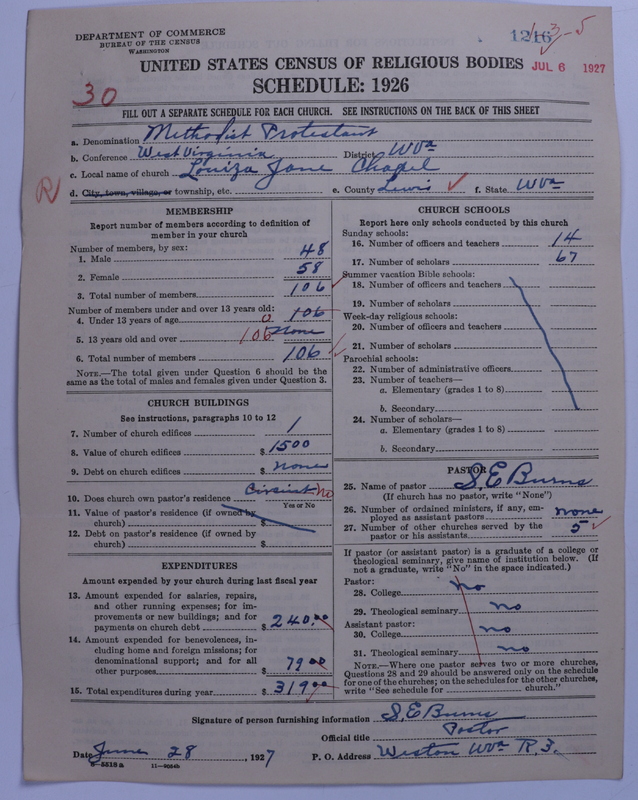 DEPARTMENT OF COMMERCE
BUREAU OF THE CENSUS
WASHINGTON
1216
1-3-5
UNITED STATES CENSUS OF RELIGIOUS BODIES
JUL 6 1927
SCHEDULE: 1926
30
FILL OUT A SEPARATE SCHEDULE FOR EACH CHURCH. SEE INSTRUCTIONS ON THE BACK OF THIS SHEET
a. Denomination Methodist Protestant
b. Conference West Virginia District WVa
c. Local name of church Louiza Jane Chapel
R
d. City, town, village, or township, etc. e. County Lewis f. State WVa
MEMBERSHIP
Report number of members according to definition of
member in your church
Number of members, by sex:
1. Male 48
2. Female 58
3. Total number of members 106
Number of members under and over 13 years old:
4. Under 13 years of age 0 106
5. 13 years old and over 106 None
6. Total number of members 106
NOTE.—The total given under Question 6 should be
same as the total of males and females given under Question 3.
CHURCH BUILDINGS
See instructions, paragraphs 10 to 12
7. Number of church edifices 1
8. Value of church edifices $ 1500
9. Debt on church edifices $ none
10. Does church own pastor's residence Circuit No
Yes or No
11. Value of pastor's residence (if owned by
church) $
12. Debt on pastor's residence (if owned by
church) $
EXPENDITURES
Amount expended by your church during last fiscal year
13. Amount expended for salaries, repairs,
and other running expenses; for im-
provements or new buildings; and for
payments on church debt $ 240.00
14. Amount expended for benevolences, in-
cluding home and foreign missions; for
denominational support; and for all
other purposes $ 79 00
15. Total expenditures during year $ 319 00
CHURCH SCHOOLS
Report here only schools conducted by this church
Sunday schools:
16. Number of officers and teachers 14
17. Number of scholars 67
Summer vacation Bible schools:
18. Number of officers and teachers
19. Number of scholars
Week-day religious schools:
20. Number of officers and teachers
21. Number of scholars
Parochial schools:
22. Number of administrative officers
23. Number of teachers—
a. Elementary (grades 1 to 8)
b. Secondary
24. Number of scholars—
a. Elementary (grades 1 to 8)
b. Secondary
PASTOR
25. Name of pastor S. E Burns
(If church has no pastor, write "None")
26. Number of ordained ministers, if any, em-
ployed as assistant pastors none
27. Number of other churches served by the
pastor or his assistants 5
If pastor (or assistant pastor) is a graduate of a college or
theological seminary, give name of institution below. (If
not a graduate, write "No" in the space indicated.)
Pastor:
28. College no
29. Theological seminary no
Assistant pastor:
30. College no
31. Theological seminary no
NOTE.—Where one pastor serves two or more churches,
Questions 28 and 29 should be answered only on the schedule
for one of the churches; on the schedules for the other churches,
write "See schedule for church."
Signature of person furnishing information S. E Burns
Official title Pastor
Date June 28 1927 P. O. Address Weston WVa R. 3.
8-5518 a 11-9054b